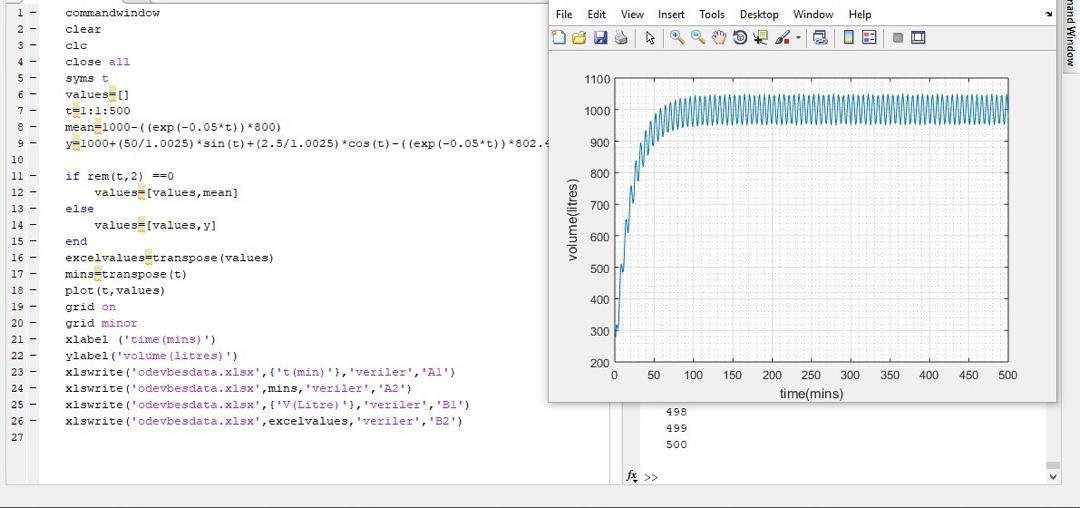 1 - commandwindow
2 - clear
3 - clc
4 - close all
5 - syms t
6 - values=[]
7 - t=1:1:500
8 - mean=1000-((exp(-0.05*t))*800)
9 - y=1000+(50/1.0025)*sin(t)+(2.5/1.0025)*cos(t)-((exp(-0.05*t))*802.4
10
11 - if rem(t,2) ==0
12 - values=[values,mean]
13 - else
14 - values=[values,y]
15 - end
16 - excelvalues=transpose(values)
17 - mins=transpose(t)
18 - plot(t,values)
19 - grid on
20 - grid minor
21 - xlabel ('time(mins)')
22 - ylabel('volume(litres)')
23 - xlswrite('odevbesdata.xlsx',{'t(min)'},'veriler','A1')
24 - xlswrite('odevbesdata.xlsx',mins,'veriler','A2')
25 - xlswrite('odevbesdata.xlsx',{'V(Litre)'},'veriler','B1')
26 - xlswrite('odevbesdata.xlsx',excelvalues,'veriler','B2')
27
File Edit View Insert Tools Desktop Window Help
1100
1000
900
800
700
600
500
400
300
200
volume(litres)
0 50 100 150 200 250 300 350 400 450 500
time(mins)
498
499
500
fx >>
mand Window